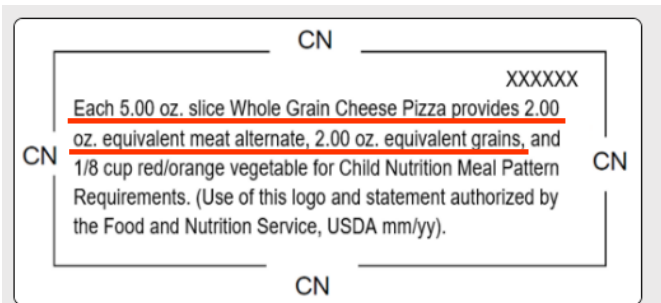 CN
XXXXXX
Each 5.00 oz. slice Whole Grain Cheese Pizza provides 2.00
oz. equivalent meat alternate, 2.00 oz. equivalent grains, and
CN
1/8 cup red/orange vegetable for Child Nutrition Meal Pattern
CN
Requirements. (Use of this logo and statement authorized by
the Food and Nutrition Service, USDA mm/yy).
CN